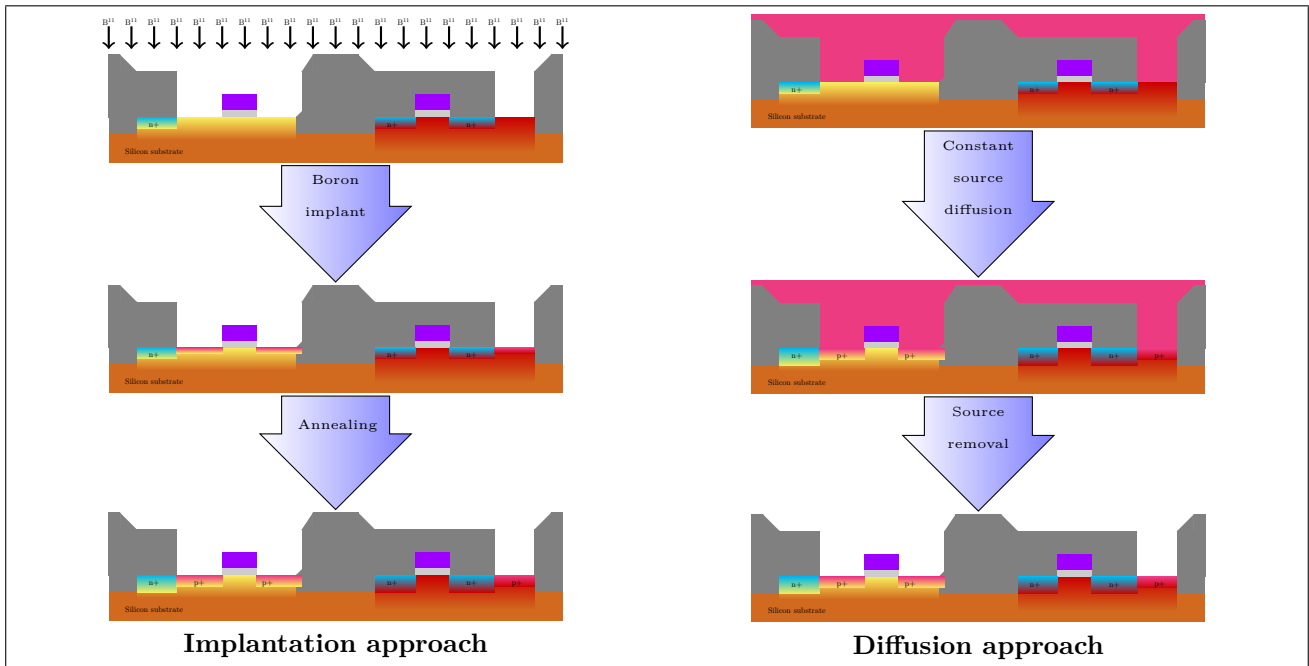 B¹¹ B¹¹ B¹¹ B¹¹ B¹¹ B¹¹ B¹¹ B¹¹ B¹¹ B¹¹ B¹¹ B¹¹ B¹¹ B¹¹ B¹¹ B¹¹ B¹¹ B¹¹ B¹¹ B¹¹ B¹¹
n+ n+ n+
Silicon substrate
Boron
implant
n+ n+ n+
Silicon substrate
Annealing
n+ p+ p+ n+ n+ p+
Silicon substrate
Implantation approach
n+ n+ n+
Silicon substrate
Constant
source
diffusion
n+ p+ p+ n+ n+ p+
Silicon substrate
Source
removal
n+ p+ p+ n+ n+ p+
Silicon substrate
Diffusion approach